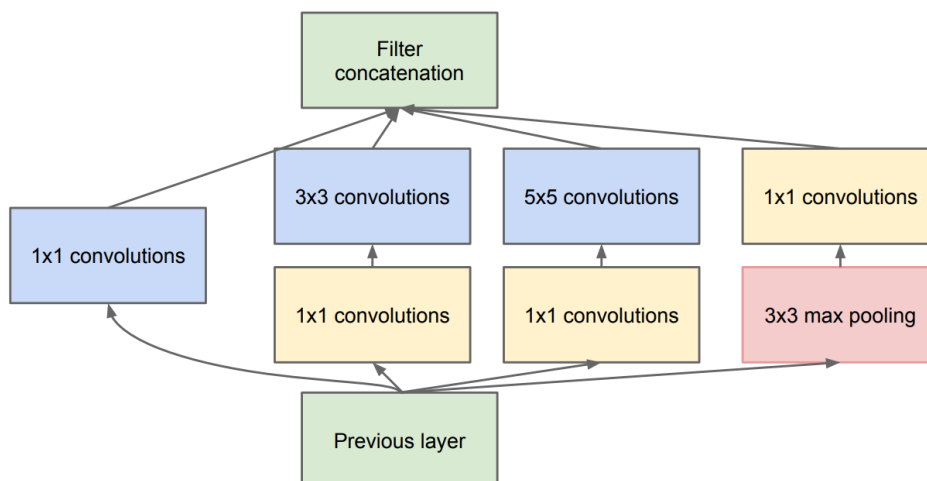 Filter
concatenation
3x3 convolutions
5x5 convolutions
1x1 convolutions
1x1 convolutions
1x1 convolutions
1x1 convolutions
3x3 max pooling
Previous layer